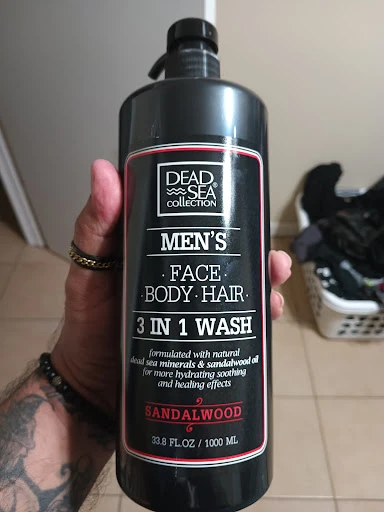 DEAD
SEA®
COLLECTION
MEN'S
· FACE ·
· BODY · HAIR ·
3 IN 1 WASH
formulated with natural
dead sea minerals & sandalwood oil
for more hydrating soothing
and healing effects
SANDALWOOD
33.8 FL.OZ / 1000 ML